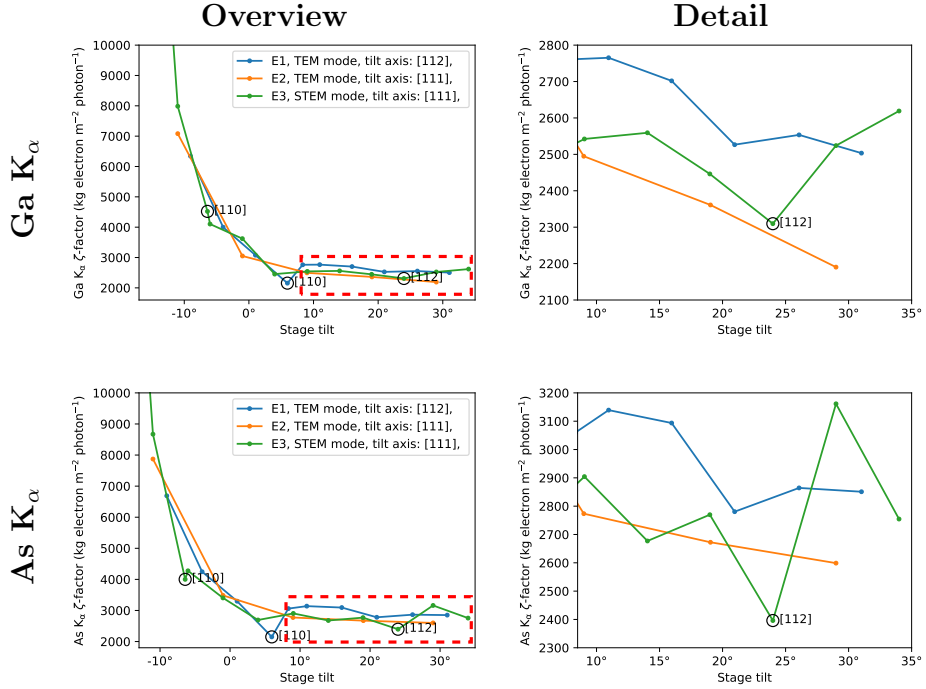 Overview
Detail
Ga Kα
10000
9000
8000
7000
6000
5000
4000
3000
2000
Ga Kα ζ-factor (kg electron m−2 photon−1)
E1, TEM mode, tilt axis: [112],
E2, TEM mode, tilt axis: [111],
E3, STEM mode, tilt axis: [111],
[110]
[110]
[112]
-10° 0° 10° 20° 30°
Stage tilt
2800
2700
2600
2500
2400
2300
2200
2100
Ga Kα ζ-factor (kg electron m−2 photon−1)
[112]
10° 15° 20° 25° 30° 35°
Stage tilt
As Kα
10000
9000
8000
7000
6000
5000
4000
3000
2000
As Kα ζ-factor (kg electron m−2 photon−1)
E1, TEM mode, tilt axis: [112],
E2, TEM mode, tilt axis: [111],
E3, STEM mode, tilt axis: [111],
[110]
[110]
[112]
-10° 0° 10° 20° 30°
Stage tilt
3200
3100
3000
2900
2800
2700
2600
2500
2400
2300
As Kα ζ-factor (kg electron m−2 photon−1)
[112]
10° 15° 20° 25° 30° 35°
Stage tilt